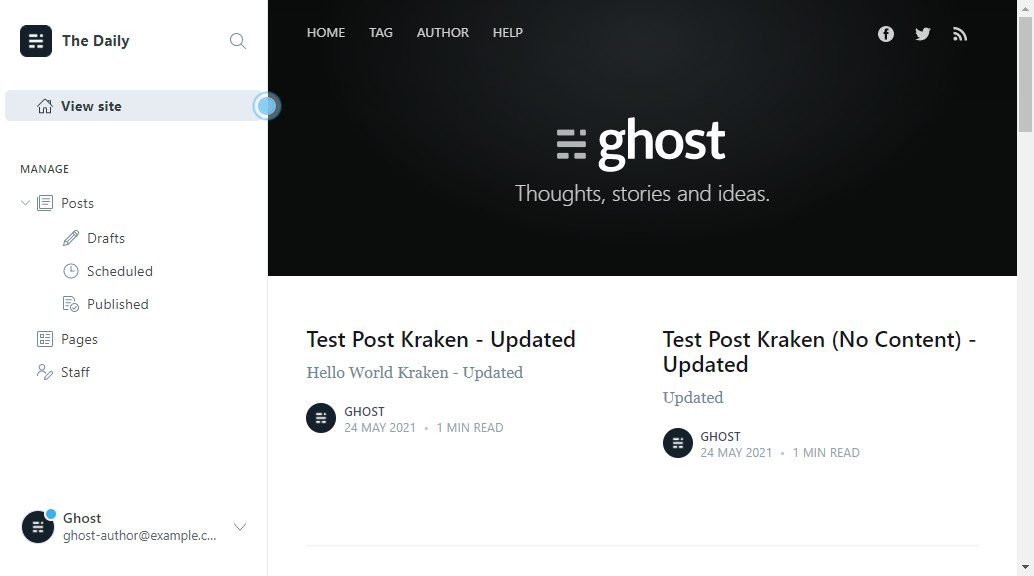 The Daily
View site
MANAGE
Posts
Drafts
Scheduled
Published
Pages
Staff
Ghost
ghost-author@example.c...
HOME TAG AUTHOR HELP
ghost
Thoughts, stories and ideas.
Test Post Kraken - Updated
Hello World Kraken - Updated
GHOST
24 MAY 2021 • 1 MIN READ
Test Post Kraken (No Content) -
Updated
Updated
GHOST
24 MAY 2021 • 1 MIN READ